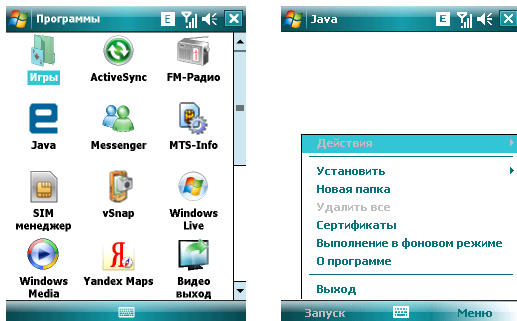 Программы
E
Игры
ActiveSync
FM-Радио
Java
Messenger
MTS-Info
SIM менеджер
vSnap
Windows Live
Windows Media
Yandex Maps
Видео выход
Java
E
Действия
Установить
Новая папка
Удалить все
Сертификаты
Выполнение в фоновом режиме
О программе
Выход
Запуск
Меню